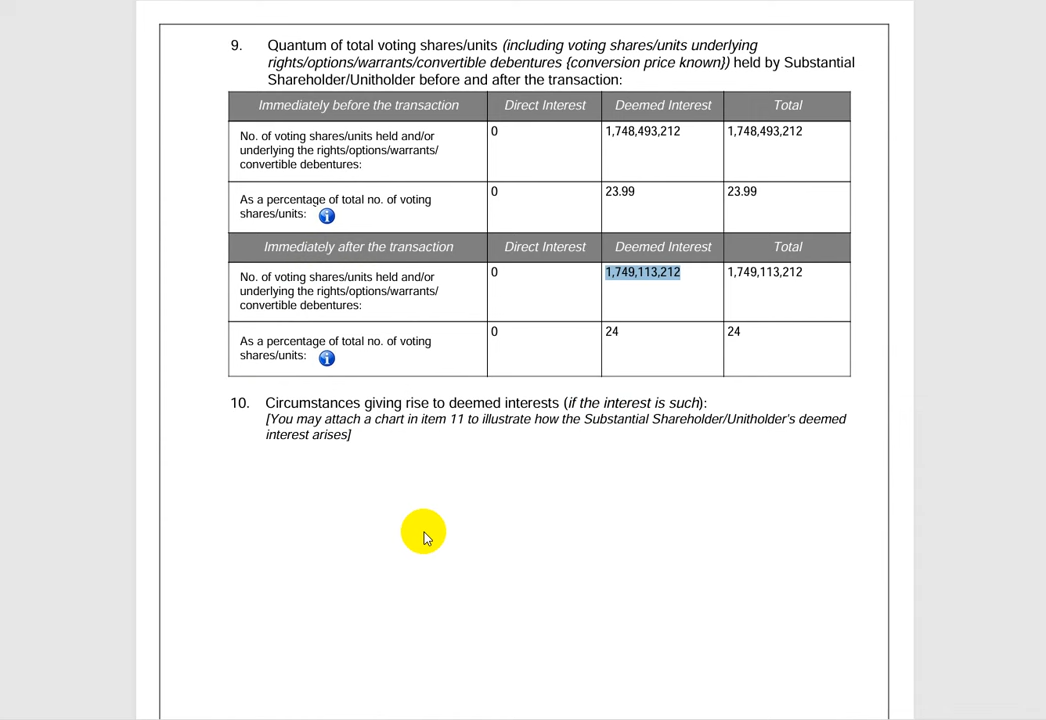 9. Quantum of total voting shares/units (including voting shares/units underlying
rights/options/warrants/convertible debentures {conversion price known}) held by Substantial
Shareholder/Unitholder before and after the transaction:
Immediately before the transaction Direct Interest Deemed Interest Total
No. of voting shares/units held and/or
underlying the rights/options/warrants/
convertible debentures:
0 1,748,493,212 1,748,493,212
As a percentage of total no. of voting
shares/units:
0 23.99 23.99
Immediately after the transaction Direct Interest Deemed Interest Total
No. of voting shares/units held and/or
underlying the rights/options/warrants/
convertible debentures:
0 1,749,113,212 1,749,113,212
As a percentage of total no. of voting
shares/units:
0 24 24
10. Circumstances giving rise to deemed interests (if the interest is such):
[You may attach a chart in item 11 to illustrate how the Substantial Shareholder/Unitholder's deemed
interest arises]